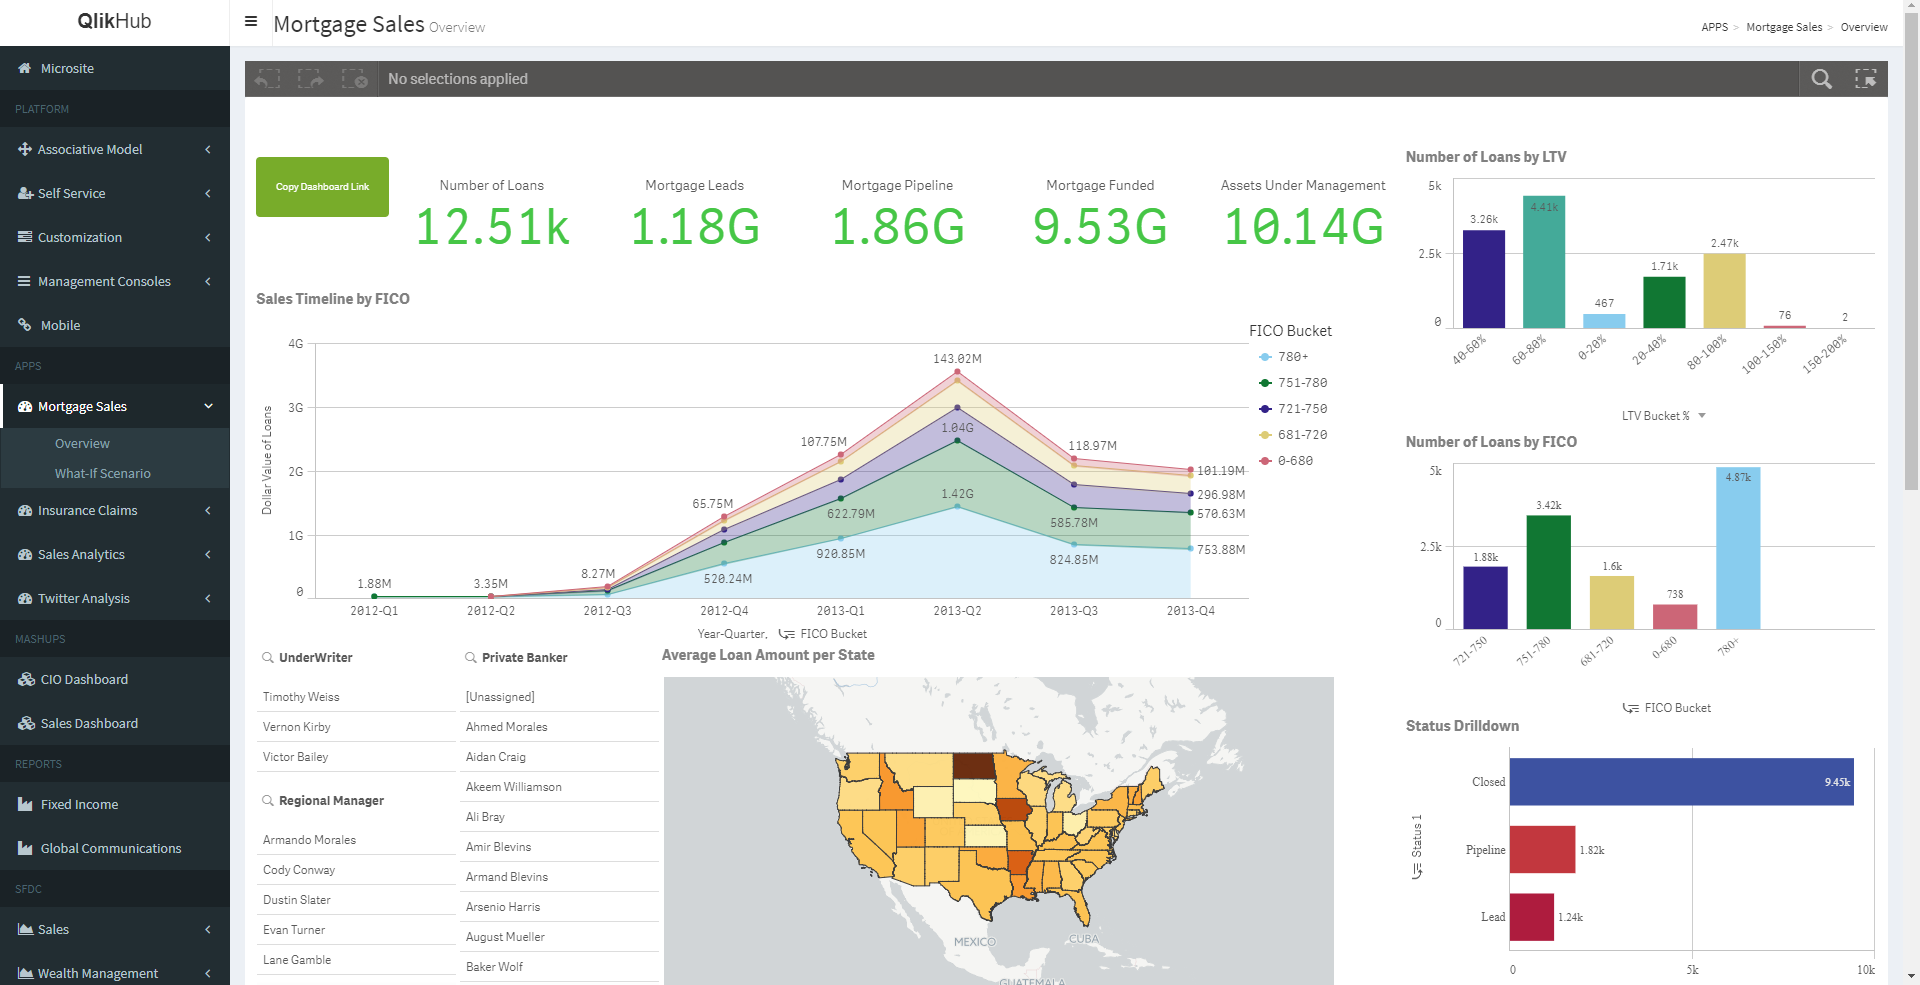 QlikHub
Mortgage Sales Overview
APPS > Mortgage Sales > Overview
Microsite
PLATFORM
Associative Model
Self Service
Customization
Management Consoles
Mobile
APPS
Mortgage Sales
Overview
What-If Scenario
Insurance Claims
Sales Analytics
Twitter Analysis
MASHUPS
CIO Dashboard
Sales Dashboard
REPORTS
Fixed Income
Global Communications
SFDC
Sales
Wealth Management
No selections applied
Copy Dashboard Link
Number of Loans
12.51k
Mortgage Leads
1.18G
Mortgage Pipeline
1.86G
Mortgage Funded
9.53G
Assets Under Management
10.14G
Sales Timeline by FICO
Dollar Value of Loans
4G
3G
2G
1G
0
1.88M
3.35M
8.27M
65.75M
520.24M
107.75M
622.79M
920.85M
143.02M
1.04G
1.42G
118.97M
585.78M
824.85M
101.19M
296.98M
570.63M
753.88M
2012-Q1
2012-Q2
2012-Q3
2012-Q4
2013-Q1
2013-Q2
2013-Q3
2013-Q4
Year-Quarter, FICO Bucket
FICO Bucket
780+
751-780
721-750
681-720
0-680
UnderWriter
Timothy Weiss
Vernon Kirby
Victor Bailey
Regional Manager
Armando Morales
Cody Conway
Dustin Slater
Evan Turner
Lane Gamble
Private Banker
[Unassigned]
Ahmed Morales
Aidan Craig
Akeem Williamson
Ali Bray
Amir Blevins
Armand Blevins
Arsenio Harris
August Mueller
Baker Wolf
Average Loan Amount per State
MEXICO
CUBA
GUATEMALA
Number of Loans by LTV
5k
2.5k
0
3.26k
4.41k
467
1.71k
2.47k
76
2
40-60%
60-80%
0-20%
20-40%
80-100%
100-150%
150-200%
LTV Bucket %
Number of Loans by FICO
5k
2.5k
0
1.88k
3.42k
1.6k
738
4.87k
721-750
751-780
681-720
0-680
780+
FICO Bucket
Status Drilldown
Status 1
Closed
9.45k
Pipeline
1.82k
Lead
1.24k
0
5k
10k